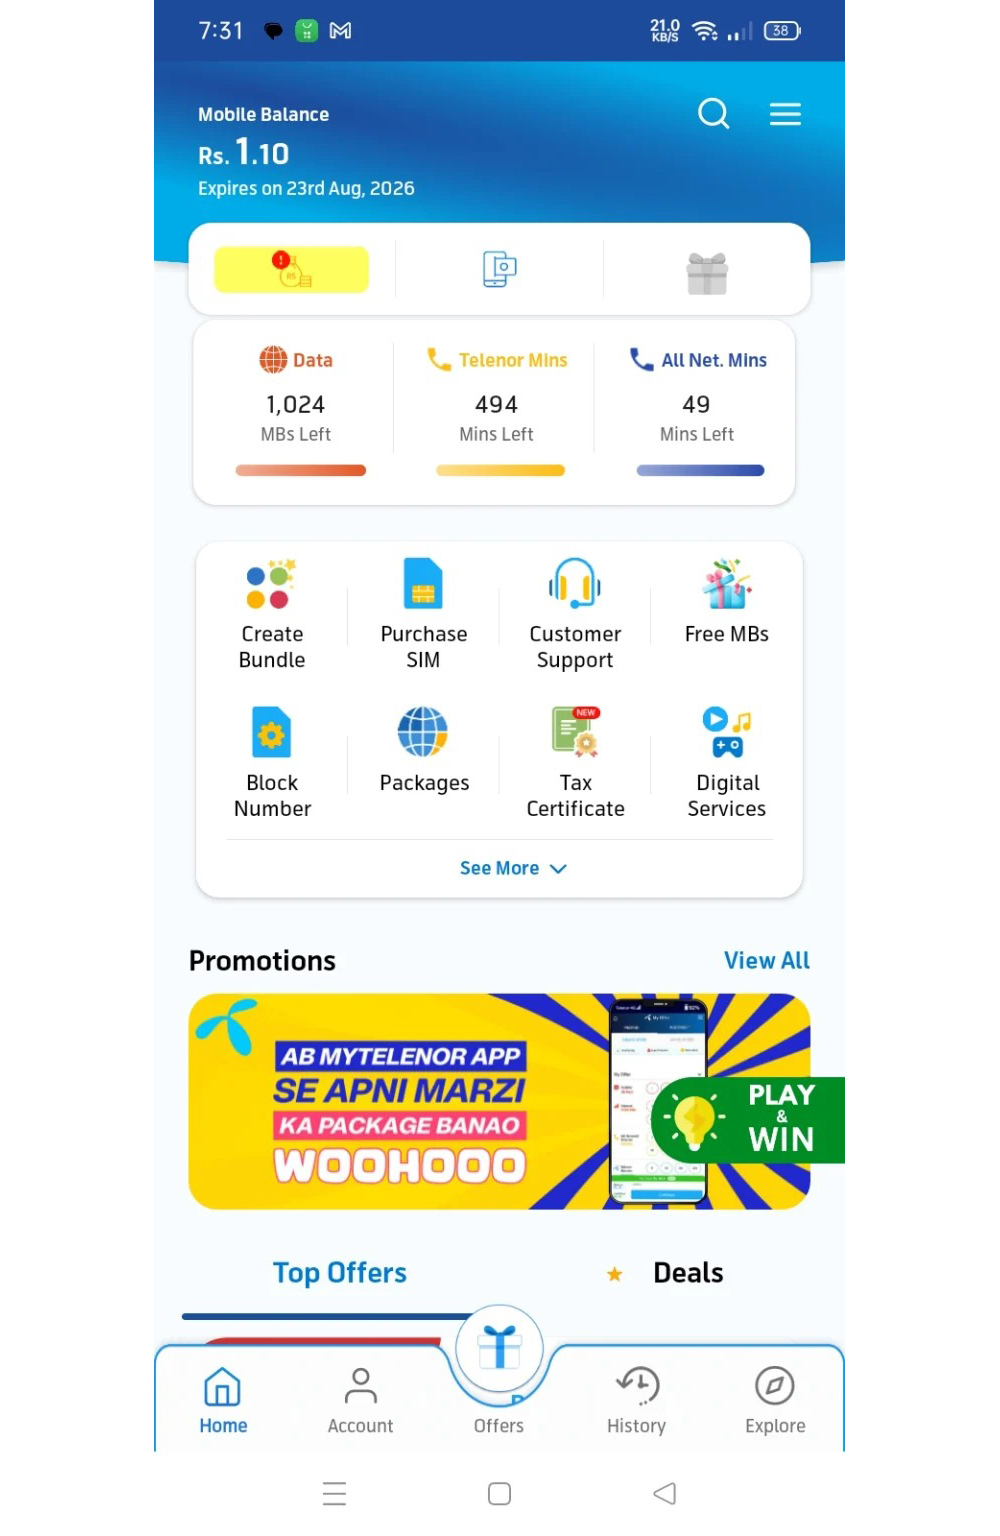 7:31
21.0
KB/S
38
Mobile Balance
Rs. 1.10
Expires on 23rd Aug, 2026
RS
Data
Telenor Mins
All Net. Mins
1,024
494
49
MBs Left
Mins Left
Mins Left
Create
Bundle
Purchase
SIM
Customer
Support
Free MBs
Block
Number
Packages
NEW
Tax
Certificate
Digital
Services
See More
Promotions
View All
AB MYTELENOR APP
SE APNI MARZI
KA PACKAGE BANAO
WOOHOOO
PLAY
&
WIN
Top Offers
Deals
Home
Account
Offers
History
Explore